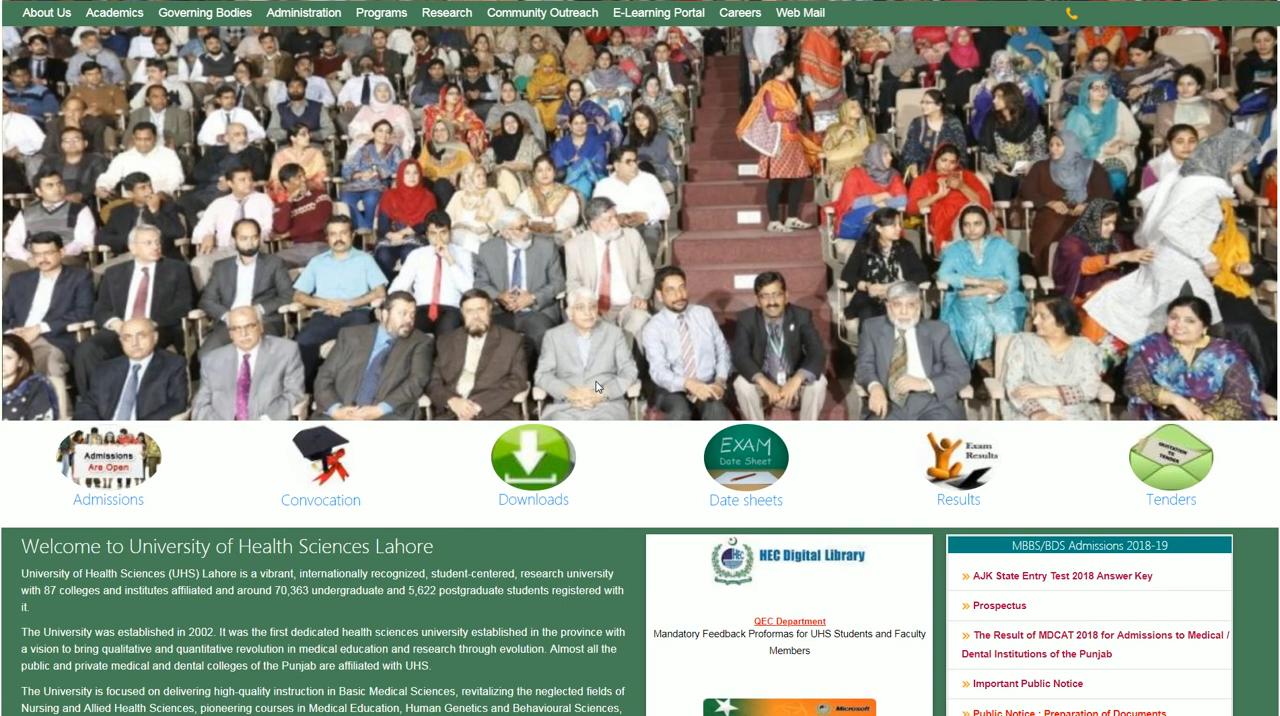 About Us Academics Governing Bodies Administration Programs Research Community Outreach E-Learning Portal Careers Web Mail
Admissions
Are Open
EXAM
Date Sheet
Exam
Results
INVITATION
TO
TENDER
Admissions Convocation Downloads Date sheets Results Tenders
Welcome to University of Health Sciences Lahore
University of Health Sciences (UHS) Lahore is a vibrant, internationally recognized, student-centered, research university
with 87 colleges and institutes affiliated and around 70,363 undergraduate and 5,622 postgraduate students registered with
it.
The University was established in 2002. It was the first dedicated health sciences university established in the province with
a vision to bring qualitative and quantitative revolution in medical education and research through evolution. Almost all the
public and private medical and dental colleges of the Punjab are affiliated with UHS.
The University is focused on delivering high-quality instruction in Basic Medical Sciences, revitalizing the neglected fields of
Nursing and Allied Health Sciences, pioneering courses in Medical Education, Human Genetics and Behavioural Sciences,
HEC
HEC Digital Library
QEC Department
Mandatory Feedback Proformas for UHS Students and Faculty
Members
Microsoft
MBBS/BDS Admissions 2018-19
» AJK State Entry Test 2018 Answer Key
» Prospectus
» The Result of MDCAT 2018 for Admissions to Medical /
Dental Institutions of the Punjab
» Important Public Notice
» Public Notice : Preparation of Documents